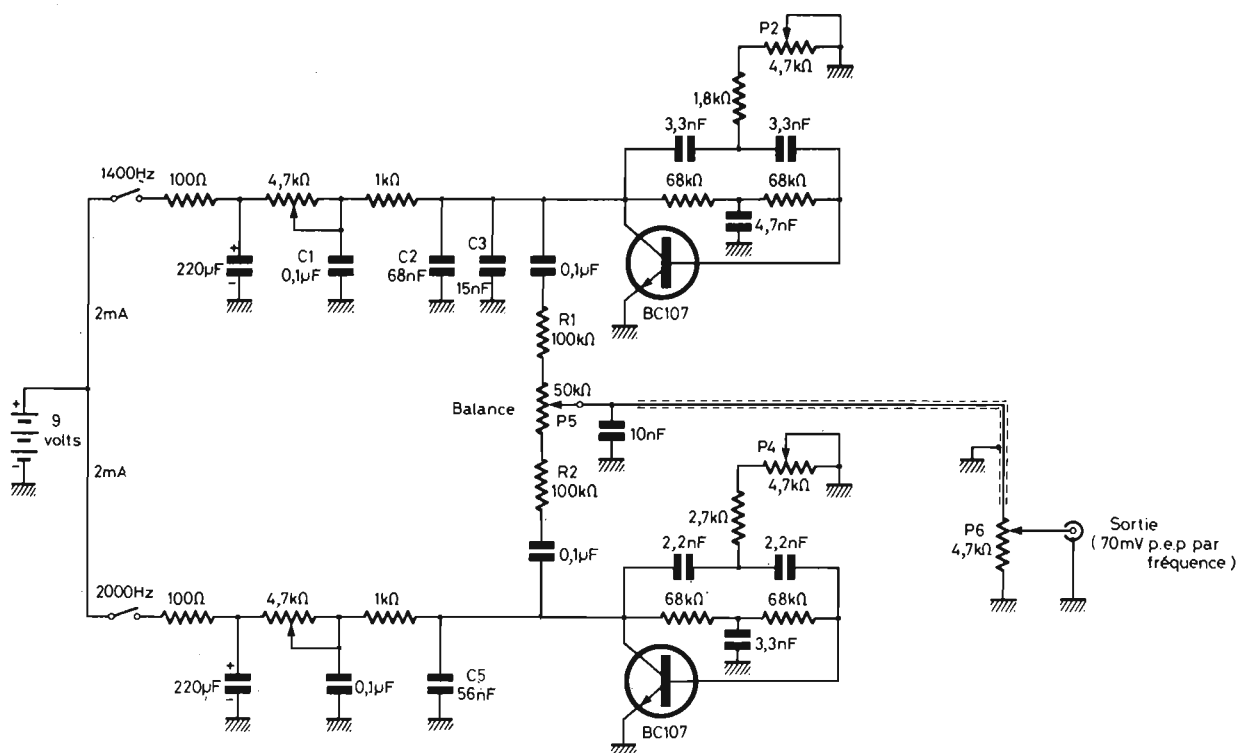 P2
4,7kΩ
1,8kΩ
3,3nF
3,3nF
1400Hz
100Ω
4,7kΩ
1kΩ
68kΩ
68kΩ
4,7nF
+
220µF
-
C1
0,1µF
C2
68nF
C3
15nF
0,1µF
BC107
2mA
R1
100kΩ
+
9
volts
-
Balance
50kΩ
P5
10nF
2mA
R2
100kΩ
P4
4,7kΩ
2,7kΩ
P6
4,7kΩ
Sortie
(70mV p.e.p par
fréquence)
0,1µF
2,2nF
2,2nF
2000Hz
100Ω
4,7kΩ
1kΩ
68kΩ
68kΩ
3,3nF
+
220µF
-
0,1µF
C5
56nF
BC107